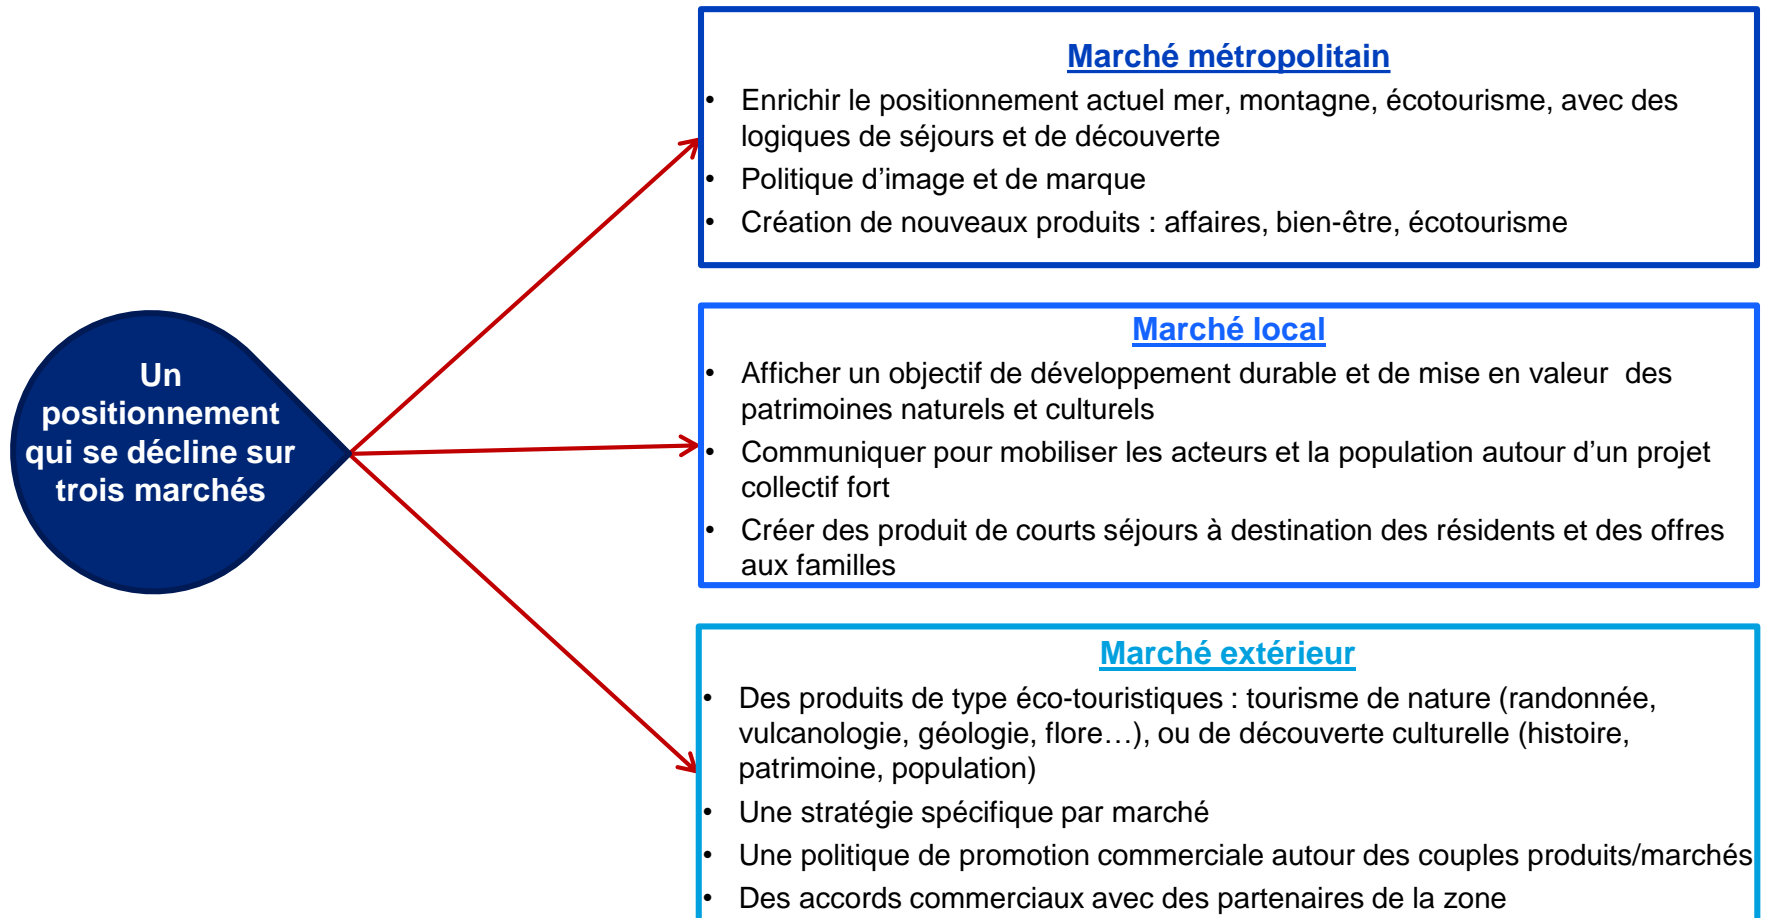 Un
positionnement
qui se décline sur
trois marchés
Marché métropolitain
• Enrichir le positionnement actuel mer, montagne, écotourisme, avec des
logiques de séjours et de découverte
• Politique d’image et de marque
• Création de nouveaux produits : affaires, bien-être, écotourisme
Marché local
• Afficher un objectif de développement durable et de mise en valeur  des
patrimoines naturels et culturels
• Communiquer pour mobiliser les acteurs et la population autour d’un projet
collectif fort
• Créer des produit de courts séjours à destination des résidents et des offres
aux familles
Marché extérieur
• Des produits de type éco-touristiques : tourisme de nature (randonnée,
vulcanologie, géologie, flore…), ou de découverte culturelle (histoire,
patrimoine, population)
• Une stratégie spécifique par marché
• Une politique de promotion commerciale autour des couples produits/marchés
• Des accords commerciaux avec des partenaires de la zone